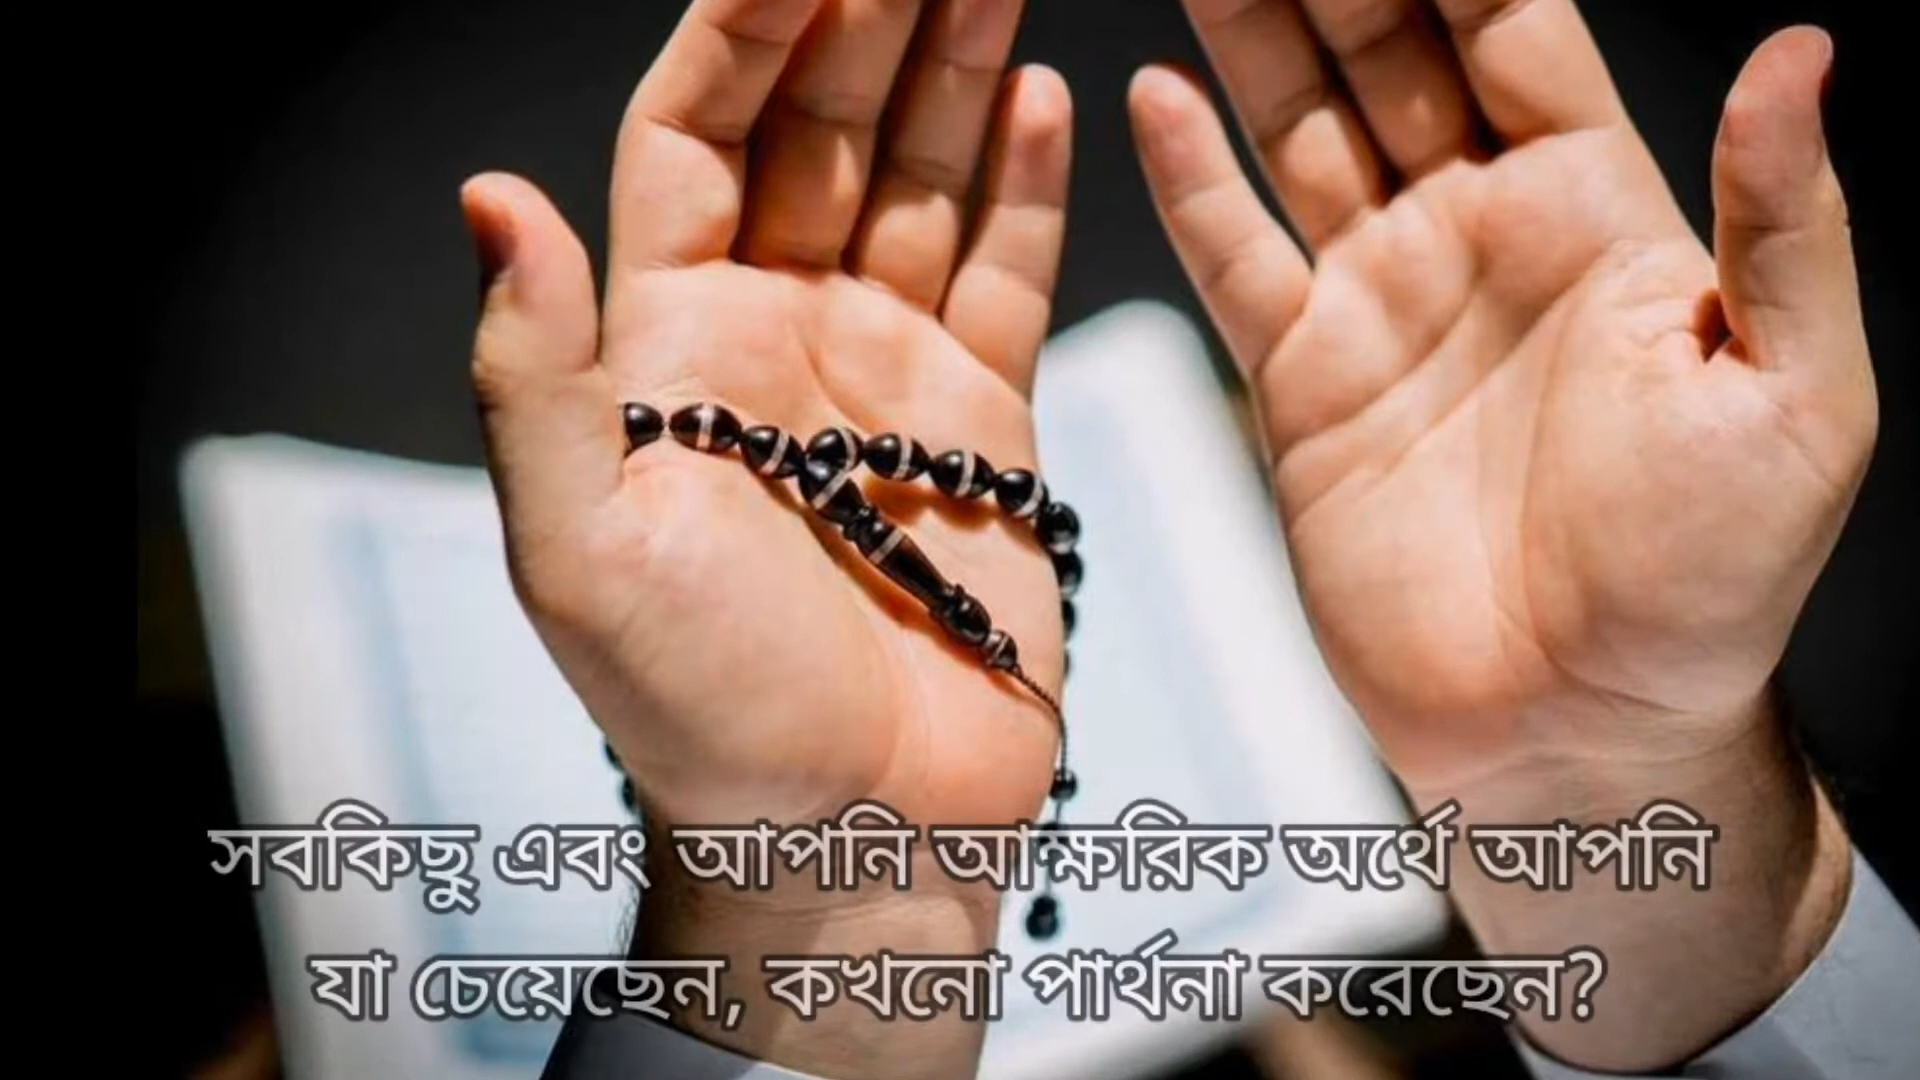 সবকিছু এবং আপনি আক্ষরিক অর্থে আপনি
যা চেয়েছেন, কখনো পার্থনা করেছেন?